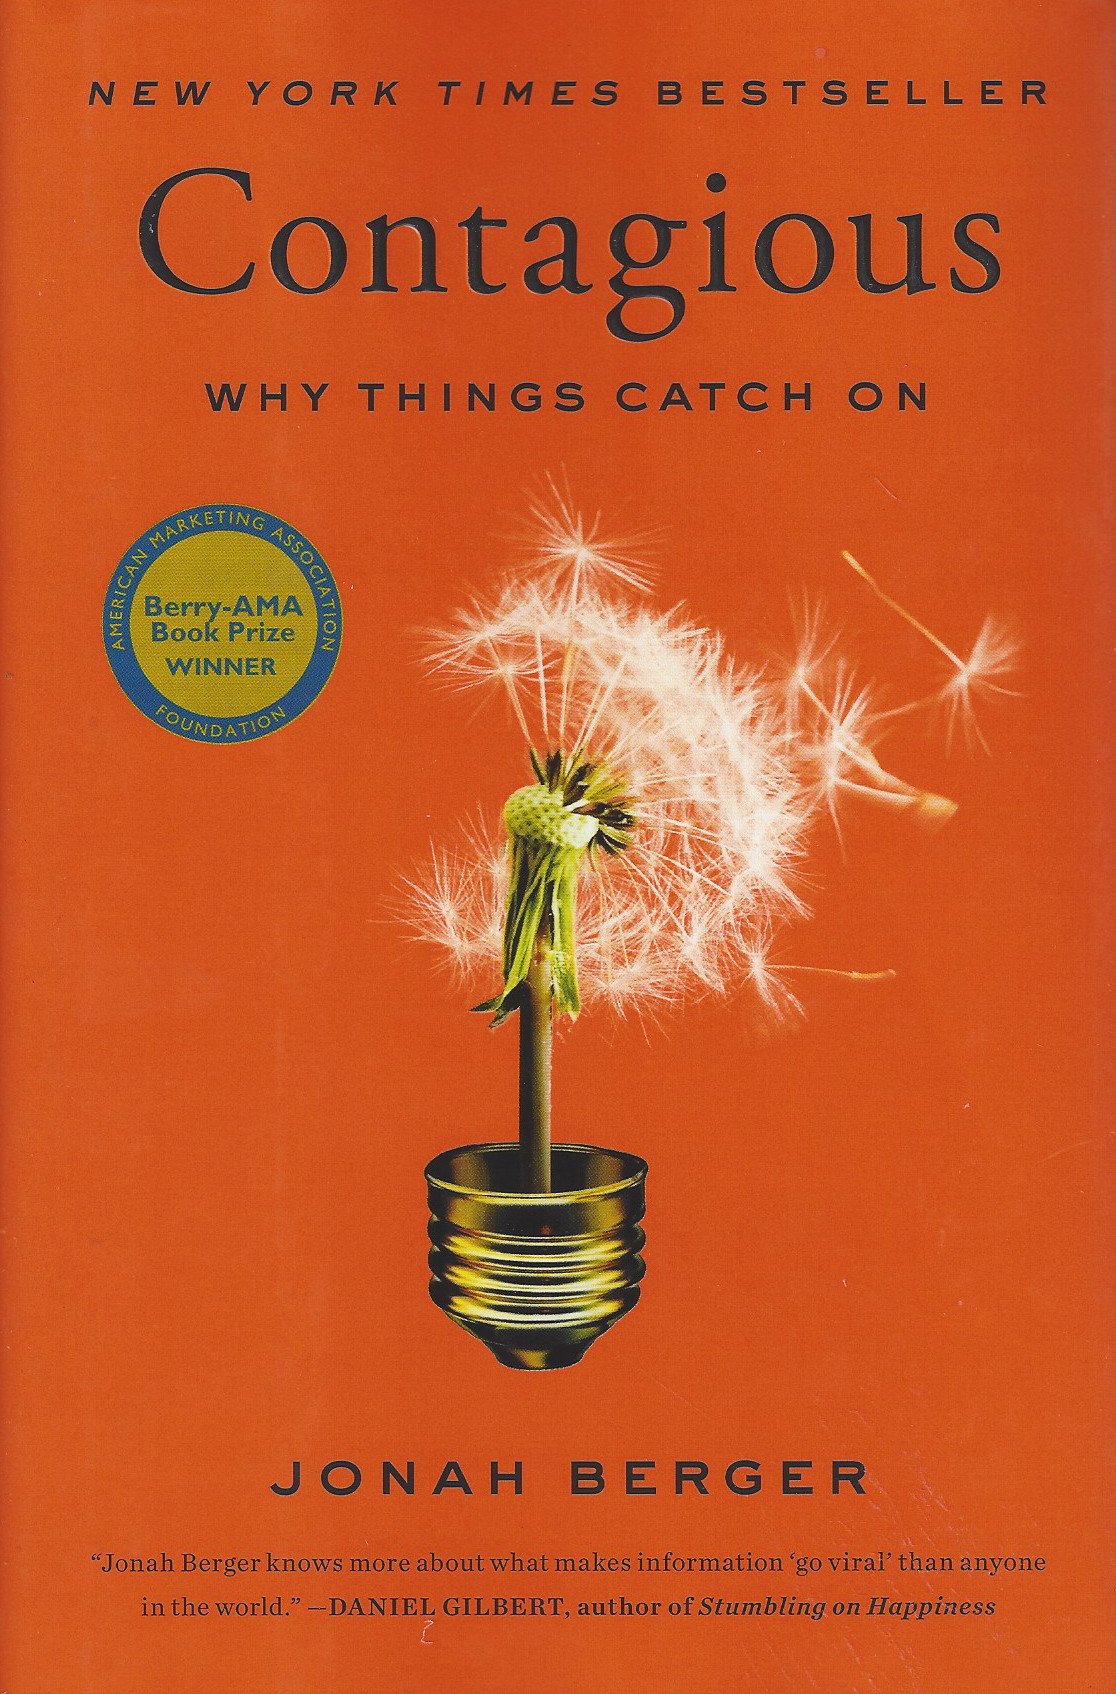 NEW YORK TIMES BESTSELLER
Contagious
WHY THINGS CATCH ON
AMERICAN MARKETING ASSOCIATION
Berry-AMA
Book Prize
WINNER
FOUNDATION
JONAH BERGER
“Jonah Berger knows more about what makes information ‘go viral’ than anyone
in the world.” —DANIEL GILBERT, author of Stumbling on Happiness